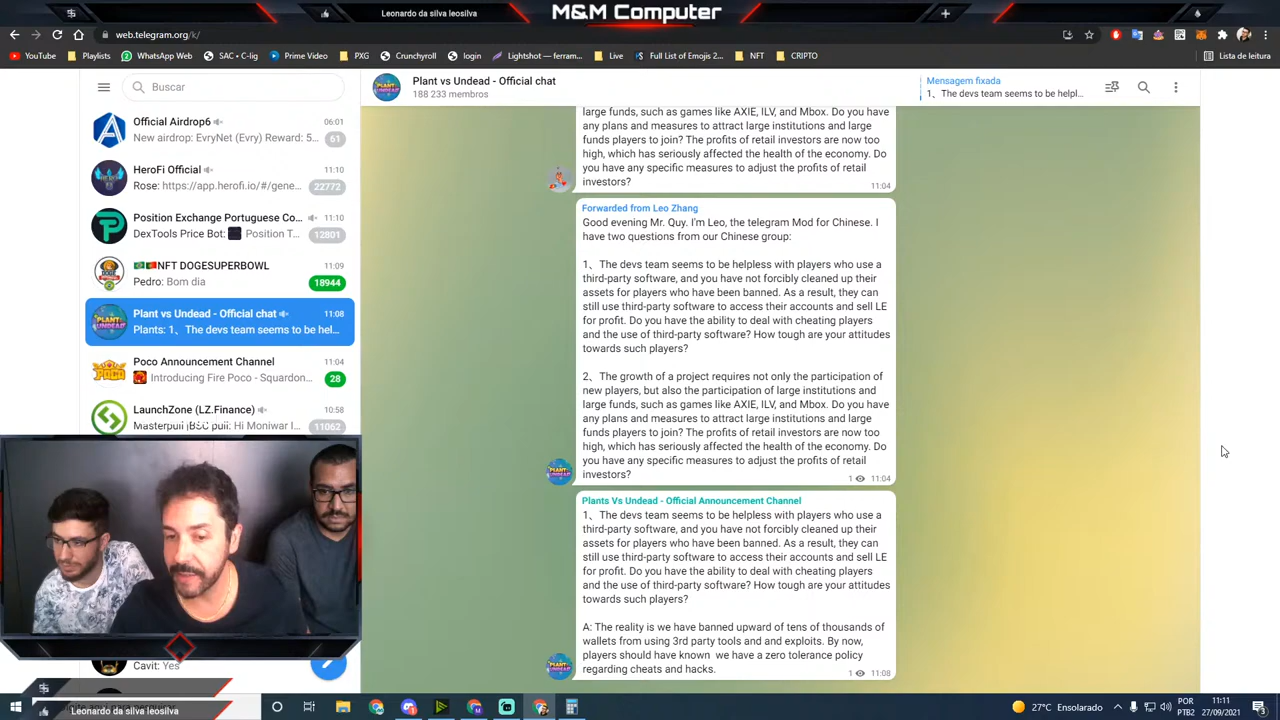 Leonardo da silva leosilva
M&M Computer
web.telegram.org/k/
YouTube
Playlists
WhatsApp Web
SAC • C-lig
Prime Video
PXG
Crunchyroll
login
Lightshot — ferram...
Live
Full List of Emojis 2...
NFT
CRIPTO
Lista de leitura
Buscar
Official Airdrop6
06:01
New airdrop: EvryNet (Evry) Reward: 5...
61
HeroFi Official
11:10
Rose: https://app.herofi.io/#/gene...
22772
Position Exchange Portuguese Co...
11:10
DexTools Price Bot: Position T...
12801
NFT DOGESUPERBOWL
11:09
Pedro: Bom dia
18944
Plant vs Undead - Official chat
11:08
Plants: 1、The devs team seems to be hel...
Poco Announcement Channel
11:04
Introducing Fire Poco - Squardon...
28
LaunchZone (LZ.Finance)
10:58
11062
Cavit: Yes
Plant vs Undead - Official chat
188 233 membros
Mensagem fixada
1、The devs team seems to be helpl...
large funds, such as games like AXIE, ILV, and Mbox. Do you have
any plans and measures to attract large institutions and large
funds players to join? The profits of retail investors are now too
high, which has seriously affected the health of the economy. Do
you have any specific measures to adjust the profits of retail
investors?
11:04
Forwarded from Leo Zhang
Good evening Mr. Quy. I'm Leo, the telegram Mod for Chinese. I
have two questions from our Chinese group:
1、The devs team seems to be helpless with players who use a
third-party software, and you have not forcibly cleaned up their
assets for players who have been banned. As a result, they can
still use third-party software to access their accounts and sell LE
for profit. Do you have the ability to deal with cheating players
and the use of third-party software? How tough are your attitudes
towards such players?
2、The growth of a project requires not only the participation of
new players, but also the participation of large institutions and
large funds, such as games like AXIE, ILV, and Mbox. Do you have
any plans and measures to attract large institutions and large
funds players to join? The profits of retail investors are now too
high, which has seriously affected the health of the economy. Do
you have any specific measures to adjust the profits of retail
investors?
1 11:04
Plants Vs Undead - Official Announcement Channel
1、The devs team seems to be helpless with players who use a
third-party software, and you have not forcibly cleaned up their
assets for players who have been banned. As a result, they can
still use third-party software to access their accounts and sell LE
for profit. Do you have the ability to deal with cheating players
and the use of third-party software? How tough are your attitudes
towards such players?
A: The reality is we have banned upward of tens of thousands of
wallets from using 3rd party tools and and exploits. By now,
players should have known we have a zero tolerance policy
regarding cheats and hacks.
1 11:08
Leonardo da silva leosilva
27°C Ensolarado
POR
PTB2
11:11
27/09/2021